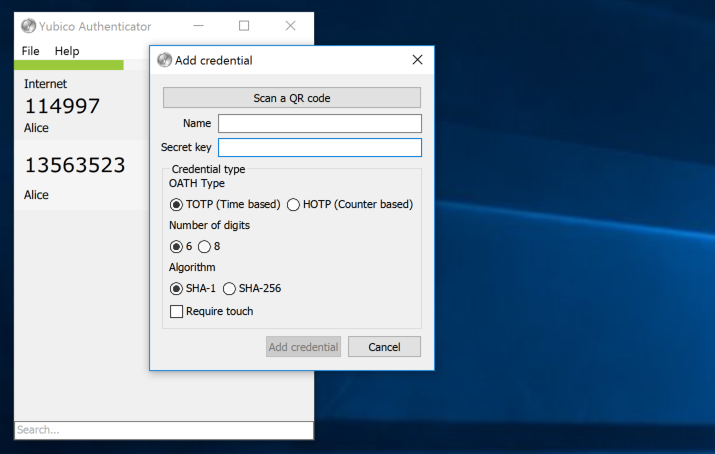 Yubico Authenticator
File Help
Internet
114997
Alice
13563523
Alice
Search...
Add credential
Scan a QR code
Name
Secret key
Credential type
OATH Type
TOTP (Time based) HOTP (Counter based)
Number of digits
6 8
Algorithm
SHA-1 SHA-256
Require touch
Add credential Cancel